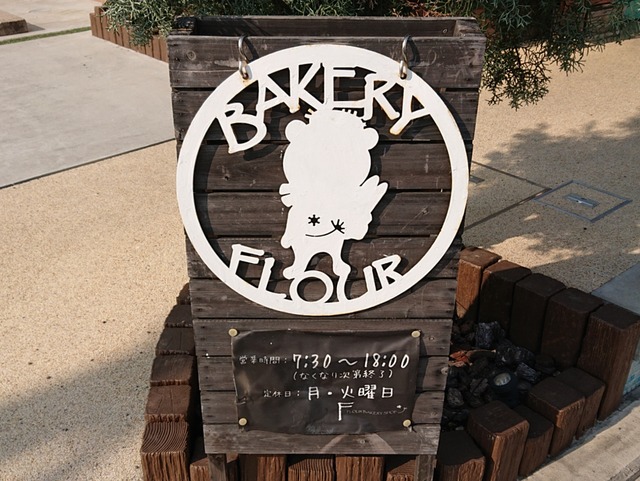 BAKERY
FLOUR
営業時間：7:30～18:00
(なくなり次第終了)
定休日：月・火曜日
F